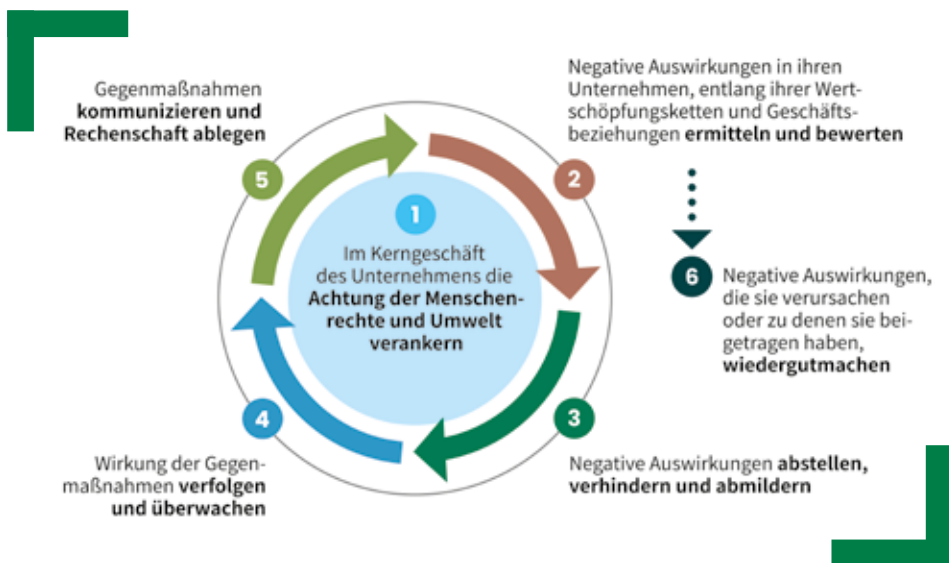 1
Im Kerngeschäft
des Unternehmens die
Achtung der Menschen-
rechte und Umwelt
verankern
2
Negative Auswirkungen in ihren
Unternehmen, entlang ihrer Wert-
schöpfungsketten und Geschäfts-
beziehungen ermitteln und bewerten
3
Negative Auswirkungen abstellen,
verhindern und abmildern
4
Wirkung der Gegen-
maßnahmen verfolgen
und überwachen
5
Gegenmaßnahmen
kommunizieren und
Rechenschaft ablegen
6
Negative Auswirkungen,
die sie verursachen
oder zu denen sie bei-
getragen haben,
wiedergutmachen